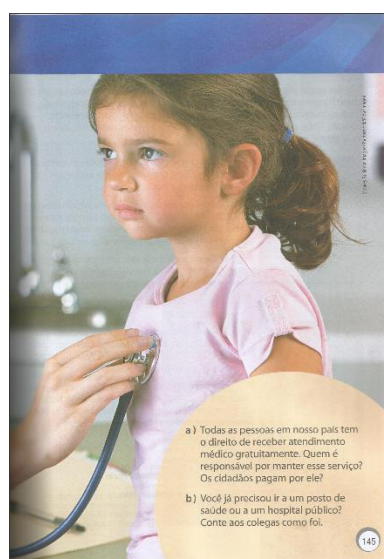 a) Todas as pessoas em nosso país tem
o direito de receber atendimento
médico gratuitamente. Quem é
responsável por manter esse serviço?
Os cidadãos pagam por ele?
b) Você já precisou ir a um posto de
saúde ou a um hospital público?
Conte aos colegas como foi.
145